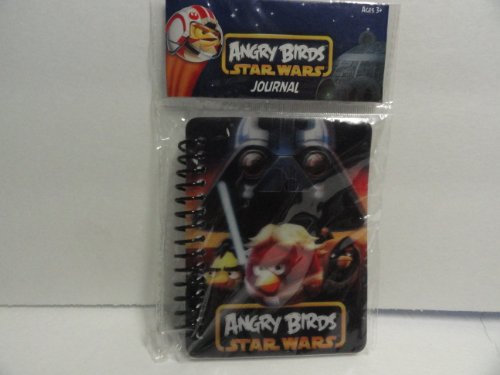 Ages 3+
ANGRY BIRDS
STAR WARS
JOURNAL
ANGRY BIRDS
STAR WARS